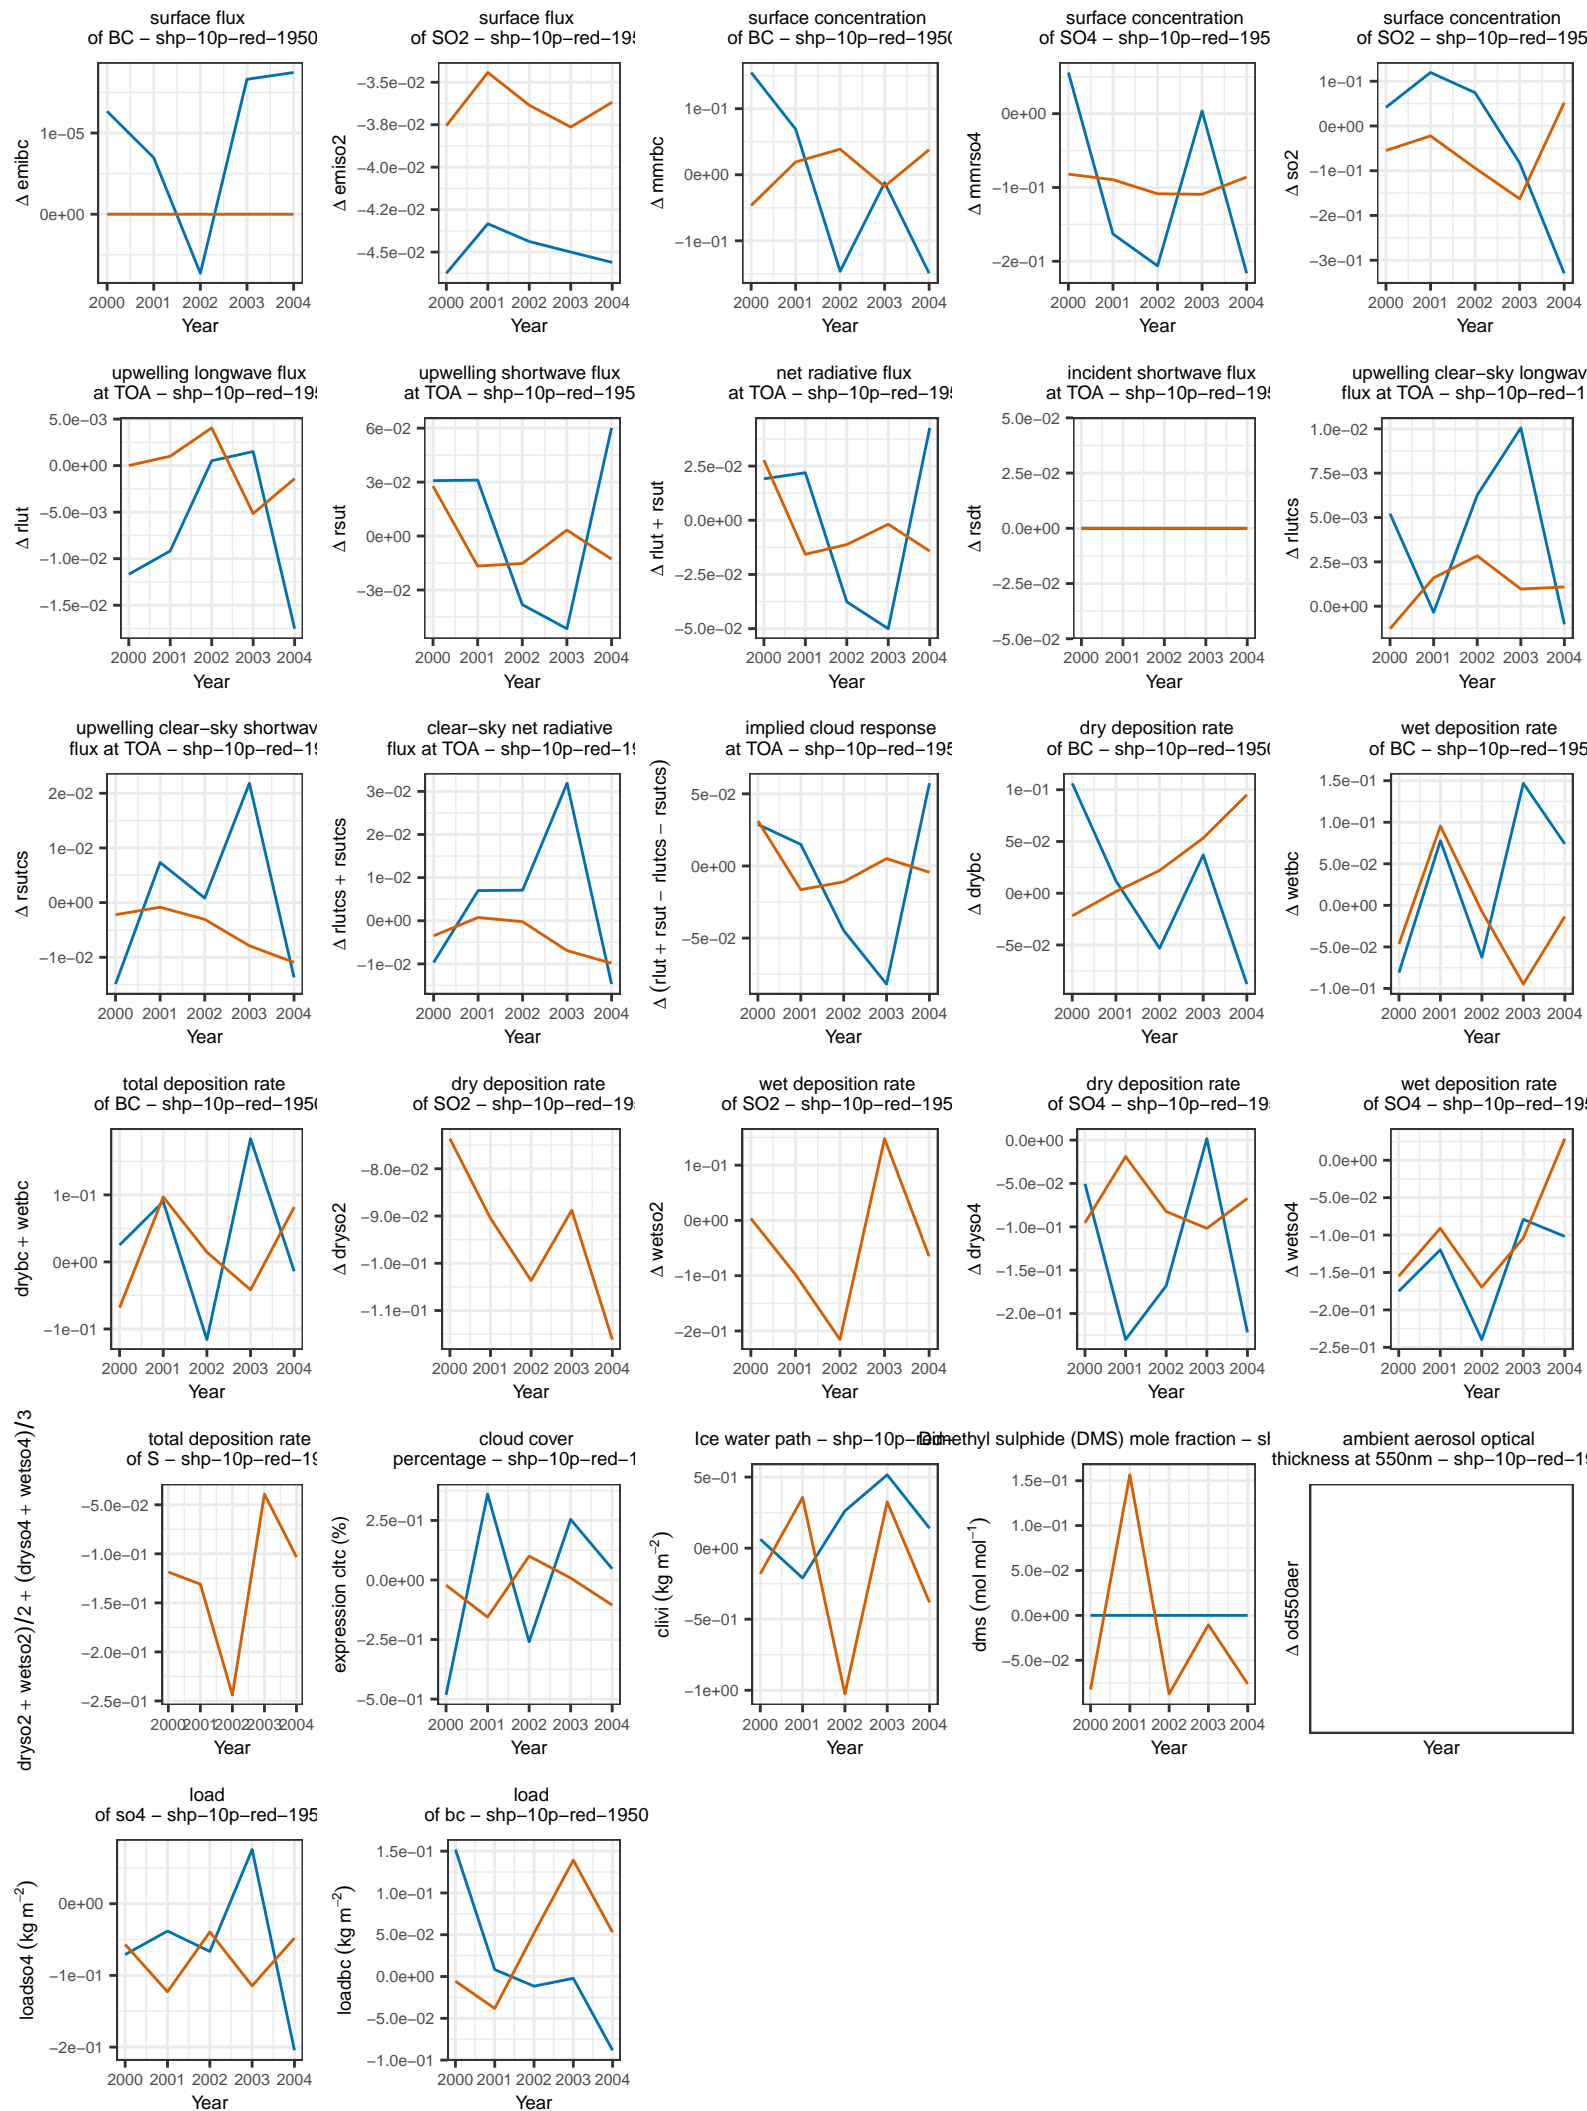 surface flux
of BC − shp−10p−red−1950
Δ emibc
1e−05
0e+00
2000 2001 2002 2003 2004
Year
surface flux
of SO2 − shp−10p−red−195
Δ emiso2
−3.5e−02
−3.8e−02
−4.0e−02
−4.2e−02
−4.5e−02
2000 2001 2002 2003 2004
Year
surface concentration
of BC − shp−10p−red−1950
Δ mmrbc
1e−01
0e+00
−1e−01
2000 2001 2002 2003 2004
Year
surface concentration
of SO4 − shp−10p−red−195
Δ mmrso4
0e+00
−1e−01
−2e−01
2000 2001 2002 2003 2004
Year
surface concentration
of SO2 − shp−10p−red−195
Δ so2
1e−01
0e+00
−1e−01
−2e−01
−3e−01
2000 2001 2002 2003 2004
Year
upwelling longwave flux
at TOA − shp−10p−red−195
Δ rlut
5.0e−03
0.0e+00
−5.0e−03
−1.0e−02
−1.5e−02
2000 2001 2002 2003 2004
Year
upwelling shortwave flux
at TOA − shp−10p−red−195
Δ rsut
6e−02
3e−02
0e+00
−3e−02
2000 2001 2002 2003 2004
Year
net radiative flux
at TOA − shp−10p−red−195
Δ rlut + rsut
2.5e−02
0.0e+00
−2.5e−02
−5.0e−02
2000 2001 2002 2003 2004
Year
incident shortwave flux
at TOA − shp−10p−red−195
Δ rsdt
5.0e−02
2.5e−02
0.0e+00
−2.5e−02
−5.0e−02
2000 2001 2002 2003 2004
Year
upwelling clear−sky longwav
flux at TOA − shp−10p−red−1
Δ rlutcs
1.0e−02
7.5e−03
5.0e−03
2.5e−03
0.0e+00
2000 2001 2002 2003 2004
Year
upwelling clear−sky shortwav
flux at TOA − shp−10p−red−19
Δ rsutcs
2e−02
1e−02
0e+00
−1e−02
2000 2001 2002 2003 2004
Year
clear−sky net radiative
flux at TOA − shp−10p−red−19
Δ rlutcs + rsutcs
3e−02
2e−02
1e−02
0e+00
−1e−02
2000 2001 2002 2003 2004
Year
implied cloud response
at TOA − shp−10p−red−195
Δ (rlut + rsut − rlutcs − rsutcs)
5e−02
0e+00
−5e−02
2000 2001 2002 2003 2004
Year
dry deposition rate
of BC − shp−10p−red−1950
Δ drybc
1e−01
5e−02
0e+00
−5e−02
2000 2001 2002 2003 2004
Year
wet deposition rate
of BC − shp−10p−red−195
Δ wetbc
1.5e−01
1.0e−01
5.0e−02
0.0e+00
−5.0e−02
−1.0e−01
2000 2001 2002 2003 2004
Year
total deposition rate
of BC − shp−10p−red−1950
drybc + wetbc
1e−01
0e+00
−1e−01
2000 2001 2002 2003 2004
Year
dry deposition rate
of SO2 − shp−10p−red−19
Δ dryso2
−8.0e−02
−9.0e−02
−1.0e−01
−1.1e−01
2000 2001 2002 2003 2004
Year
wet deposition rate
of SO2 − shp−10p−red−195
Δ wetso2
1e−01
0e+00
−1e−01
−2e−01
2000 2001 2002 2003 2004
Year
dry deposition rate
of SO4 − shp−10p−red−19
Δ dryso4
0.0e+00
−5.0e−02
−1.0e−01
−1.5e−01
−2.0e−01
2000 2001 2002 2003 2004
Year
wet deposition rate
of SO4 − shp−10p−red−195
Δ wetso4
0.0e+00
−5.0e−02
−1.0e−01
−1.5e−01
−2.0e−01
−2.5e−01
2000 2001 2002 2003 2004
Year
total deposition rate
of S − shp−10p−red−19
dryso2 + wetso2)/2 + (dryso4 + wetso4)/3
−5.0e−02
−1.0e−01
−1.5e−01
−2.0e−01
−2.5e−01
2000 2001 2002 2003 2004
Year
cloud cover
percentage − shp−10p−red−1
expression cltc (%)
2.5e−01
0.0e+00
−2.5e−01
−5.0e−01
2000 2001 2002 2003 2004
Year
Ice water path − shp−10p−red−
clivi (kg m−2)
5e−01
0e+00
−5e−01
−1e+00
2000 2001 2002 2003 2004
Year
Dimethyl sulphide (DMS) mole fraction − sl
dms (mol mol−1)
1.5e−01
1.0e−01
5.0e−02
0.0e+00
−5.0e−02
2000 2001 2002 2003 2004
Year
ambient aerosol optical
thickness at 550nm − shp−10p−red−19
Δ od550aer
Year
load
of so4 − shp−10p−red−195
loadso4 (kg m−2)
0e+00
−1e−01
−2e−01
2000 2001 2002 2003 2004
Year
load
of bc − shp−10p−red−1950
loadbc (kg m−2)
1.5e−01
1.0e−01
5.0e−02
0.0e+00
−5.0e−02
−1.0e−01
2000 2001 2002 2003 2004
Year